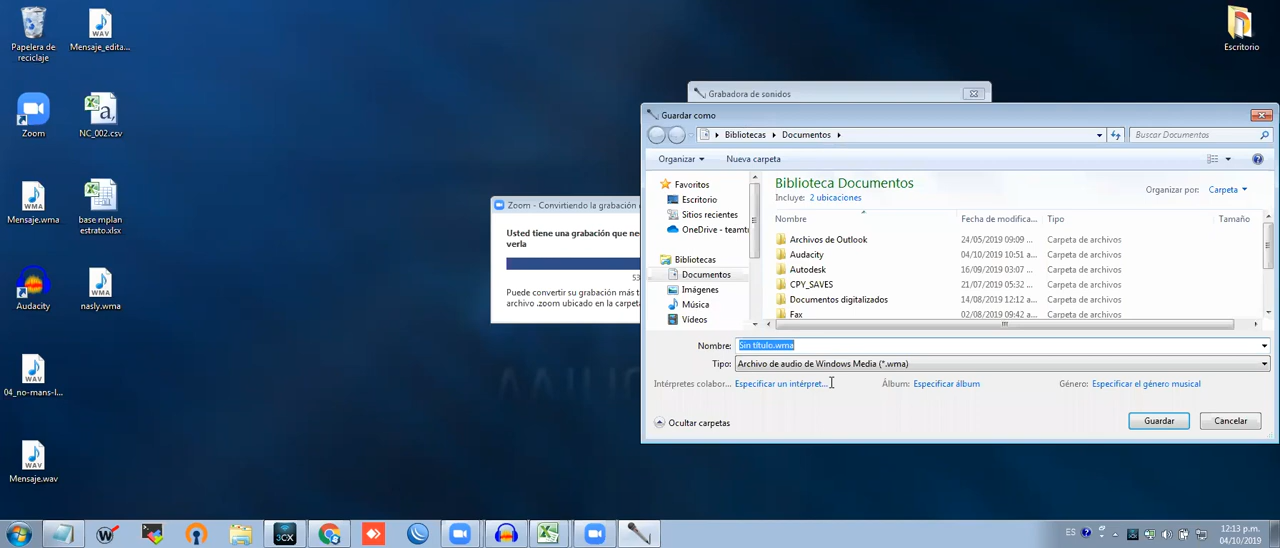 Papelera de
reciclaje
Mensaje_edita...
Zoom
NC_002.csv
Mensaje.wma
base mplan
estrato.xlsx
Audacity
nasly.wma
04_no-mans-l...
Mensaje.wav
Escritorio
Grabadora de sonidos
Zoom - Convirtiendo la grabación
Usted tiene una grabación que
verla
53
Puede convertir su grabación más
archivo .zoom ubicado en la carpeta
Guardar como
Bibliotecas
Documentos
Buscar Documentos
Organizar
Nueva carpeta
Favoritos
Escritorio
Sitios recientes
OneDrive - teamt
Bibliotecas
Documentos
Imágenes
Música
Vídeos
Biblioteca Documentos
Incluye: 2 ubicaciones
Organizar por: Carpeta
Nombre
Fecha de modifica...
Tipo
Tamaño
Archivos de Outlook 24/05/2019 09:09 ... Carpeta de archivos
Audacity 04/10/2019 10:51 a... Carpeta de archivos
Autodesk 16/09/2019 03:07 ... Carpeta de archivos
CPY_SAVES 21/07/2019 05:32 ... Carpeta de archivos
Documentos digitalizados 14/08/2019 12:12 a... Carpeta de archivos
Fax 02/08/2019 09:42 a... Carpeta de archivos
Nombre: Sin título.wma
Tipo: Archivo de audio de Windows Media (*.wma)
Intérpretes colabor... Especificar un intérpret...
Álbum: Especificar álbum
Género: Especificar el género musical
Ocultar carpetas
Guardar
Cancelar
3CX
ES
12:13 p.m.
04/10/2019